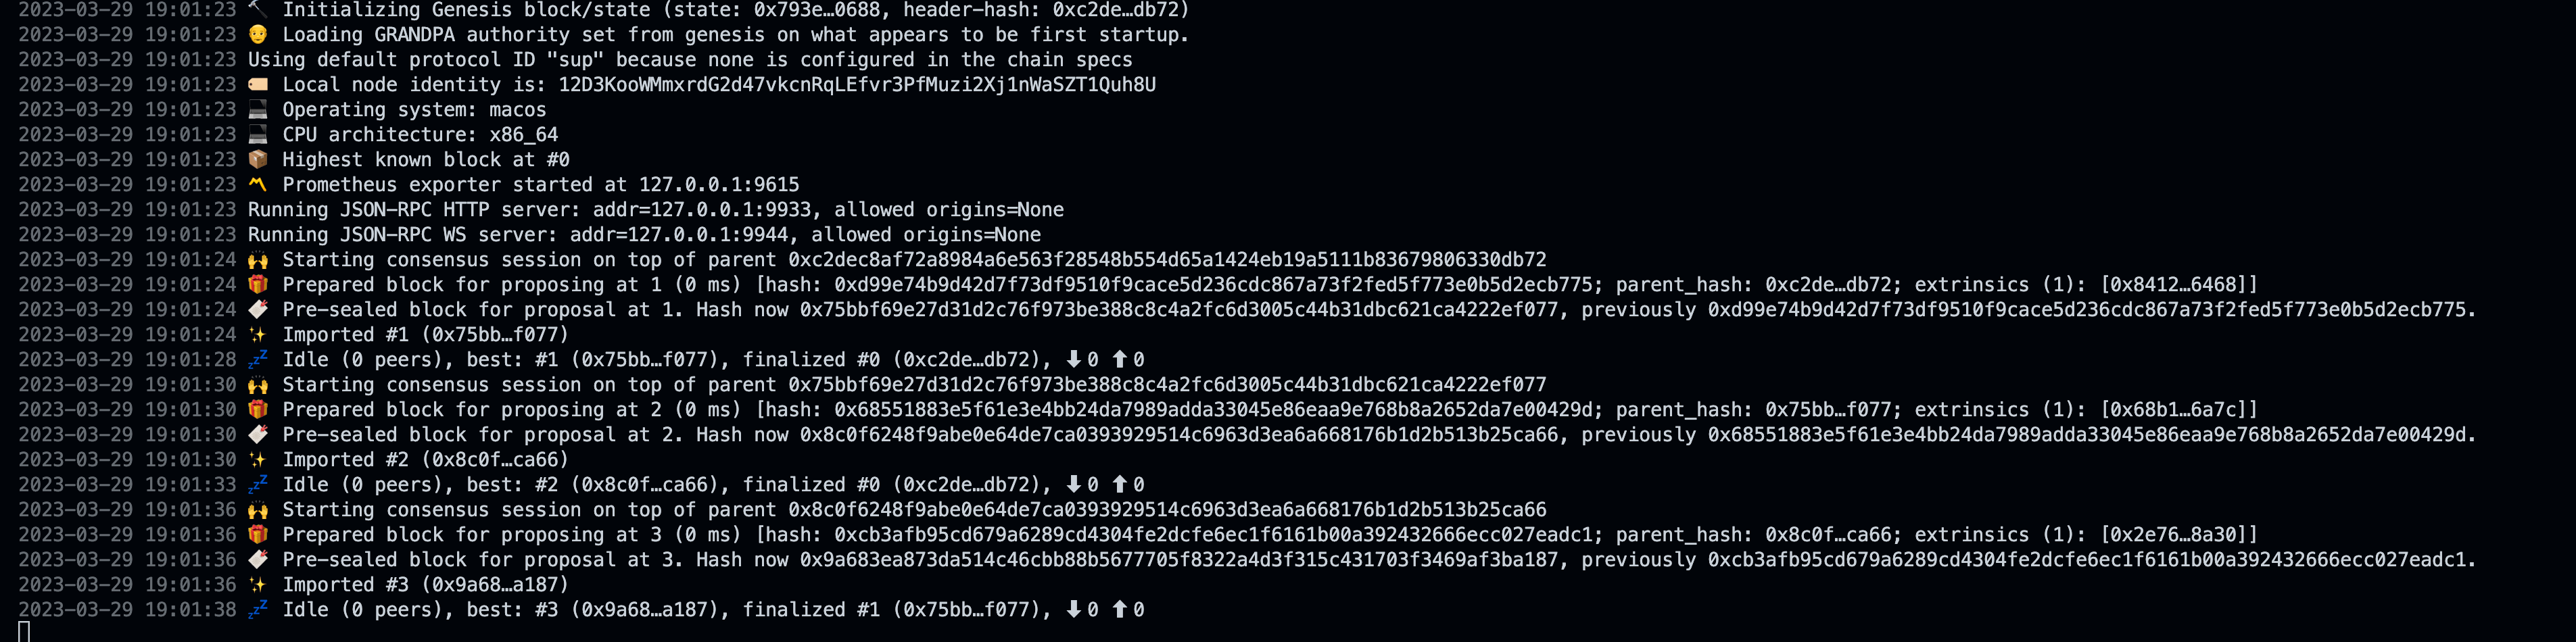 2023-03-29 19:01:23 🔨 Initializing Genesis block/state (state: 0x793e…0688, header-hash: 0xc2de…db72)
2023-03-29 19:01:23 👴 Loading GRANDPA authority set from genesis on what appears to be first startup.
2023-03-29 19:01:23 Using default protocol ID "sup" because none is configured in the chain specs
2023-03-29 19:01:23 🏷 Local node identity is: 12D3KooWMmxrdG2d47vkcnRqLEfvr3PfMuzi2Xj1nWaSZT1Quh8U
2023-03-29 19:01:23 💻 Operating system: macos
2023-03-29 19:01:23 💻 CPU architecture: x86_64
2023-03-29 19:01:23 📦 Highest known block at #0
2023-03-29 19:01:23 〽️ Prometheus exporter started at 127.0.0.1:9615
2023-03-29 19:01:23 Running JSON-RPC HTTP server: addr=127.0.0.1:9933, allowed origins=None
2023-03-29 19:01:23 Running JSON-RPC WS server: addr=127.0.0.1:9944, allowed origins=None
2023-03-29 19:01:24 🙌 Starting consensus session on top of parent 0xc2dec8af72a8984a6e563f28548b554d65a1424eb19a5111b83679806330db72
2023-03-29 19:01:24 🎁 Prepared block for proposing at 1 (0 ms) [hash: 0xd99e74b9d42d7f73df9510f9cace5d236cdc867a73f2fed5f773e0b5d2ecb775; parent_hash: 0xc2de…db72; extrinsics (1): [0x8412…6468]]
2023-03-29 19:01:24 🔖 Pre-sealed block for proposal at 1. Hash now 0x75bbf69e27d31d2c76f973be388c8c4a2fc6d3005c44b31dbc621ca4222ef077, previously 0xd99e74b9d42d7f73df9510f9cace5d236cdc867a73f2fed5f773e0b5d2ecb775.
2023-03-29 19:01:24 ✨ Imported #1 (0x75bb…f077)
2023-03-29 19:01:28 💤 Idle (0 peers), best: #1 (0x75bb…f077), finalized #0 (0xc2de…db72), ⬇ 0 ⬆ 0
2023-03-29 19:01:30 🙌 Starting consensus session on top of parent 0x75bbf69e27d31d2c76f973be388c8c4a2fc6d3005c44b31dbc621ca4222ef077
2023-03-29 19:01:30 🎁 Prepared block for proposing at 2 (0 ms) [hash: 0x68551883e5f61e3e4bb24da7989adda33045e86eaa9e768b8a2652da7e00429d; parent_hash: 0x75bb…f077; extrinsics (1): [0x68b1…6a7c]]
2023-03-29 19:01:30 🔖 Pre-sealed block for proposal at 2. Hash now 0x8c0f6248f9abe0e64de7ca0393929514c6963d3ea6a668176b1d2b513b25ca66, previously 0x68551883e5f61e3e4bb24da7989adda33045e86eaa9e768b8a2652da7e00429d.
2023-03-29 19:01:30 ✨ Imported #2 (0x8c0f…ca66)
2023-03-29 19:01:33 💤 Idle (0 peers), best: #2 (0x8c0f…ca66), finalized #0 (0xc2de…db72), ⬇ 0 ⬆ 0
2023-03-29 19:01:36 🙌 Starting consensus session on top of parent 0x8c0f6248f9abe0e64de7ca0393929514c6963d3ea6a668176b1d2b513b25ca66
2023-03-29 19:01:36 🎁 Prepared block for proposing at 3 (0 ms) [hash: 0xcb3afb95cd679a6289cd4304fe2dcfe6ec1f6161b00a392432666ecc027eadc1; parent_hash: 0x8c0f…ca66; extrinsics (1): [0x2e76…8a30]]
2023-03-29 19:01:36 🔖 Pre-sealed block for proposal at 3. Hash now 0x9a683ea873da514c46cbb88b5677705f8322a4d3f315c431703f3469af3ba187, previously 0xcb3afb95cd679a6289cd4304fe2dcfe6ec1f6161b00a392432666ecc027eadc1.
2023-03-29 19:01:36 ✨ Imported #3 (0x9a68…a187)
2023-03-29 19:01:38 💤 Idle (0 peers), best: #3 (0x9a68…a187), finalized #1 (0x75bb…f077), ⬇ 0 ⬆ 0